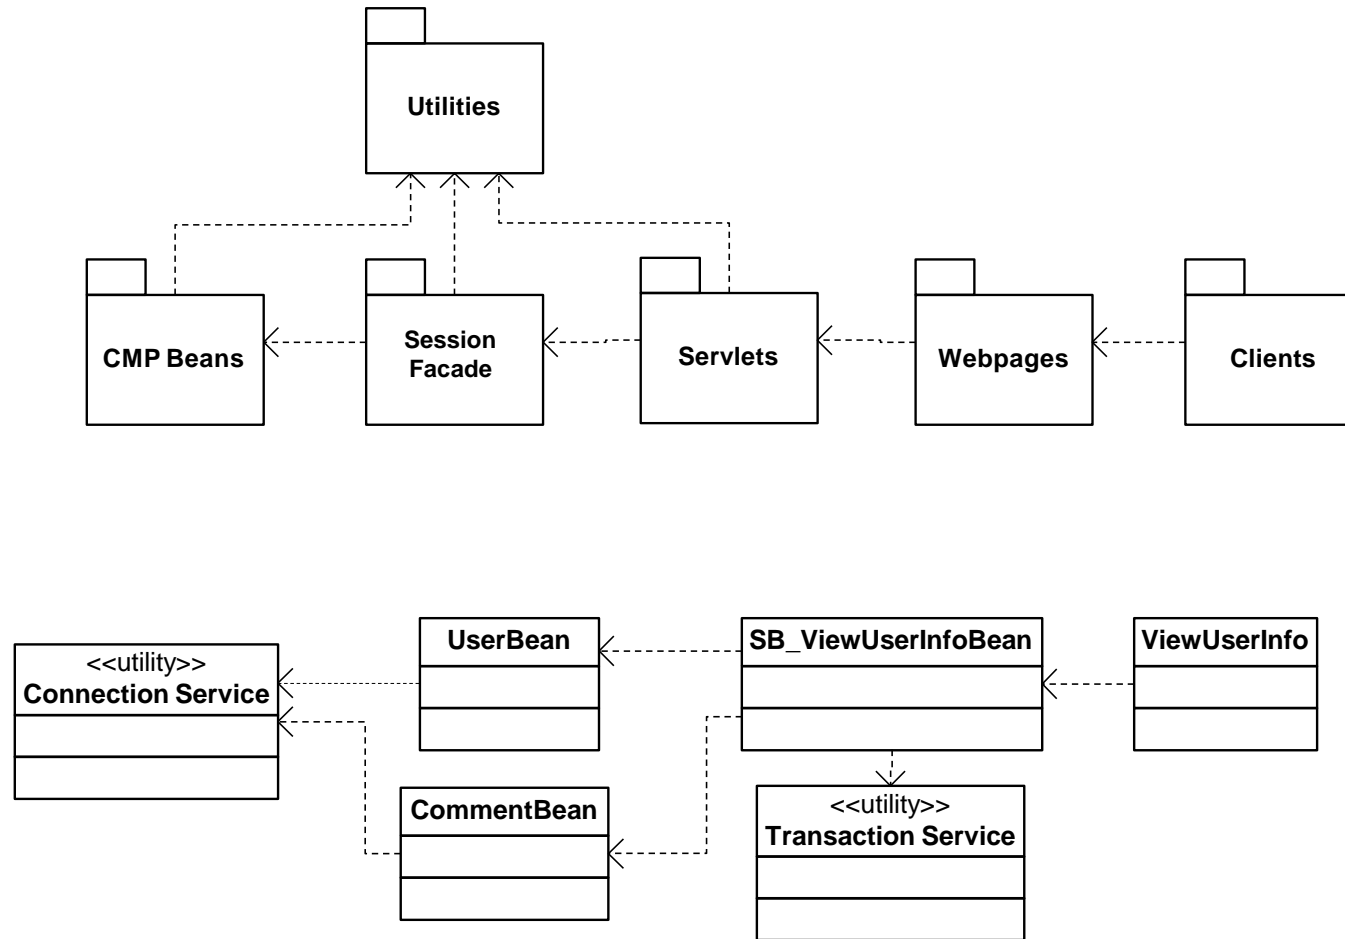 Utilities
CMP Beans
Session
Facade
Servlets
Webpages
Clients
<<utility>>
Connection Service
UserBean
SB_ViewUserInfoBean
ViewUserInfo
CommentBean
<<utility>>
Transaction Service